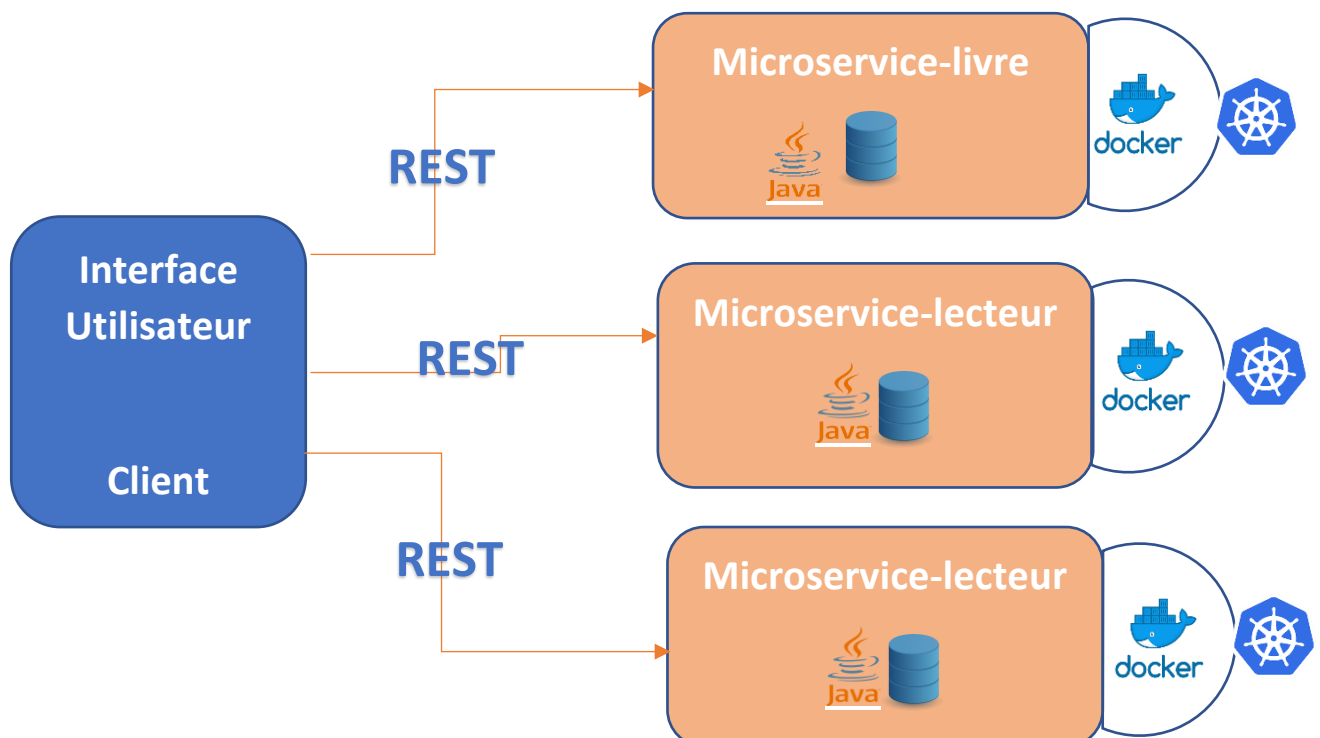 Microservice-livre
docker
Java
REST
Interface
Utilisateur
Client
Microservice-lecteur
REST
docker
Java
REST
Microservice-lecteur
docker
Java